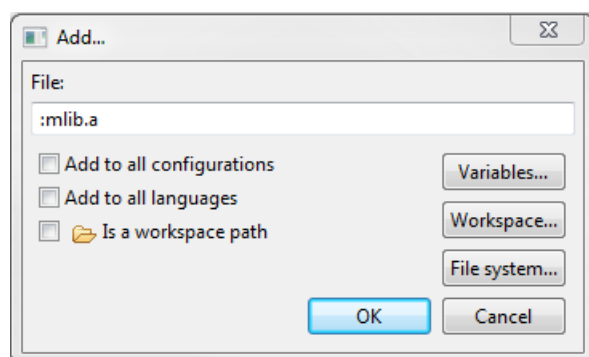 Add...
File:
:mlib.a
Add to all configurations
Variables...
Add to all languages
Workspace...
Is a workspace path
File system...
OK
Cancel